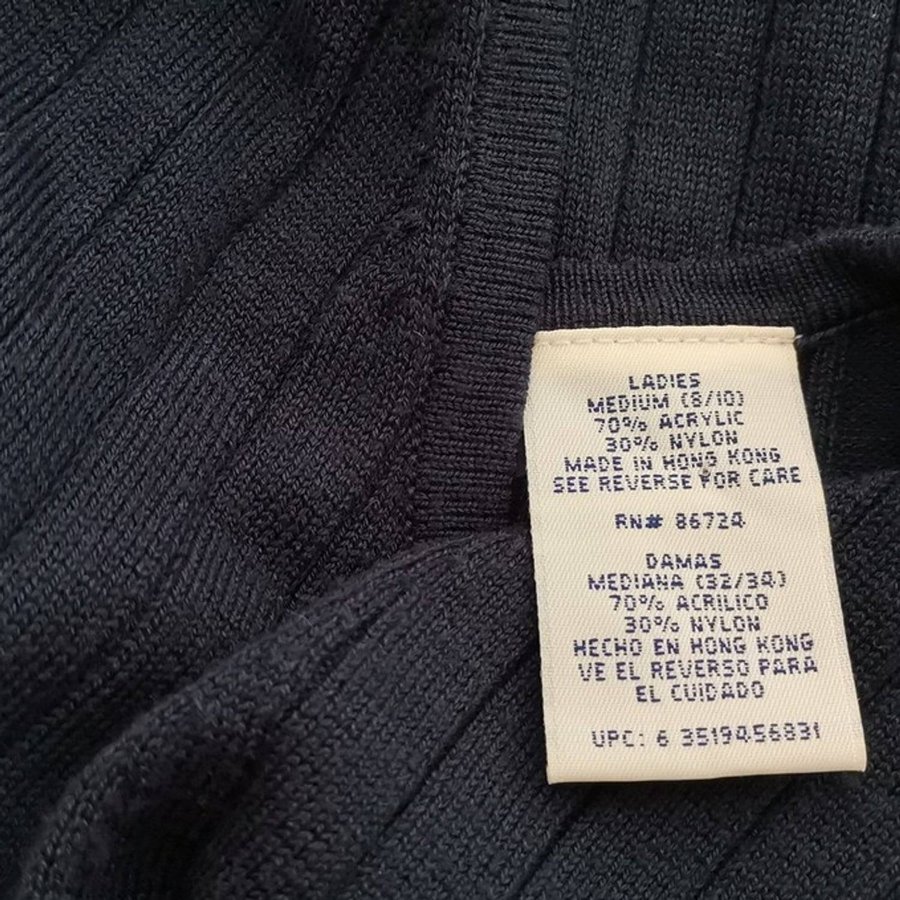 LADIES
MEDIUM (8/10)
70% ACRYLIC
30% NYLON
MADE IN HONG KONG
SEE REVERSE FOR CARE
RN# 86724
DAMAS
MEDIANA (32/34)
70% ACRILICO
30% NYLON
HECHO EN HONG KONG
VE EL REVERSO PARA
EL CUIDADO
UPC: 6 3519456831